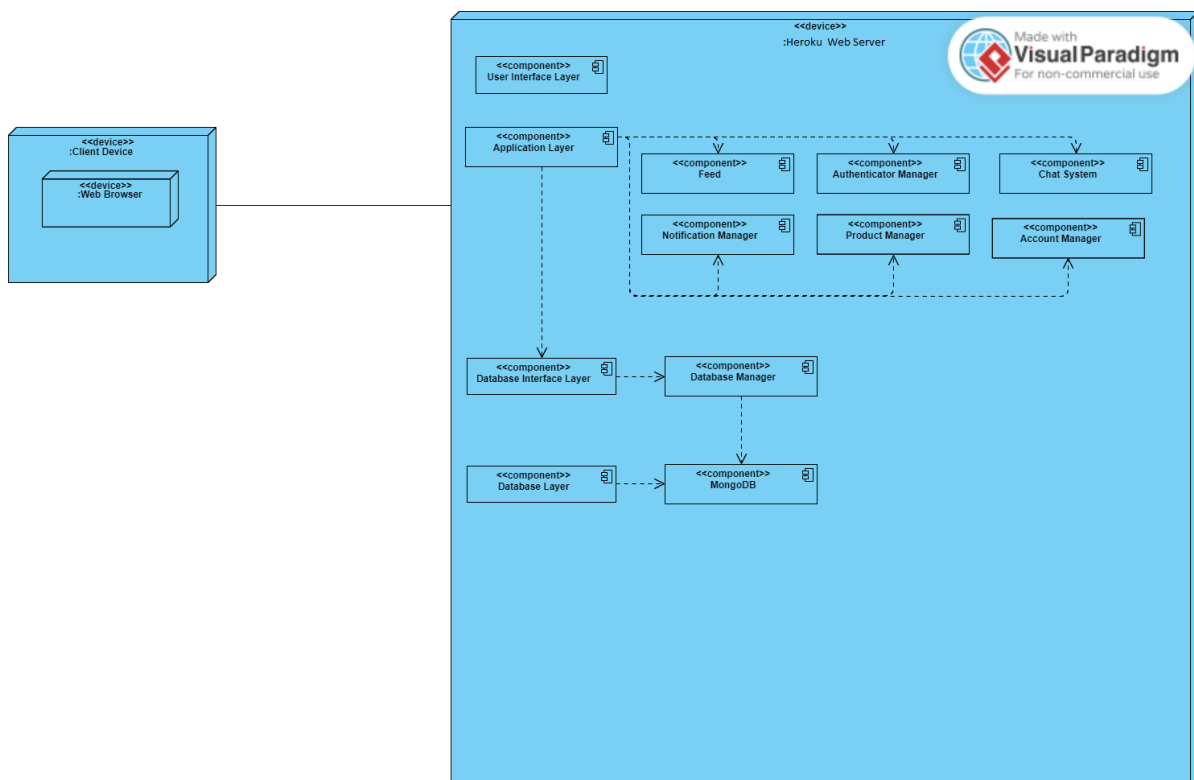 <<device>>
:Heroku Web Server
Made with
Visual Paradigm
For non-commercial use
<<component>>
User Interface Layer
<<device>>
:Client Device
<<device>>
:Web Browser
<<component>>
Application Layer
<<component>>
Feed
<<component>>
Authenticator Manager
<<component>>
Chat System
<<component>>
Notification Manager
<<component>>
Product Manager
<<component>>
Account Manager
<<component>>
Database Interface Layer
<<component>>
Database Manager
<<component>>
Database Layer
<<component>>
MongoDB